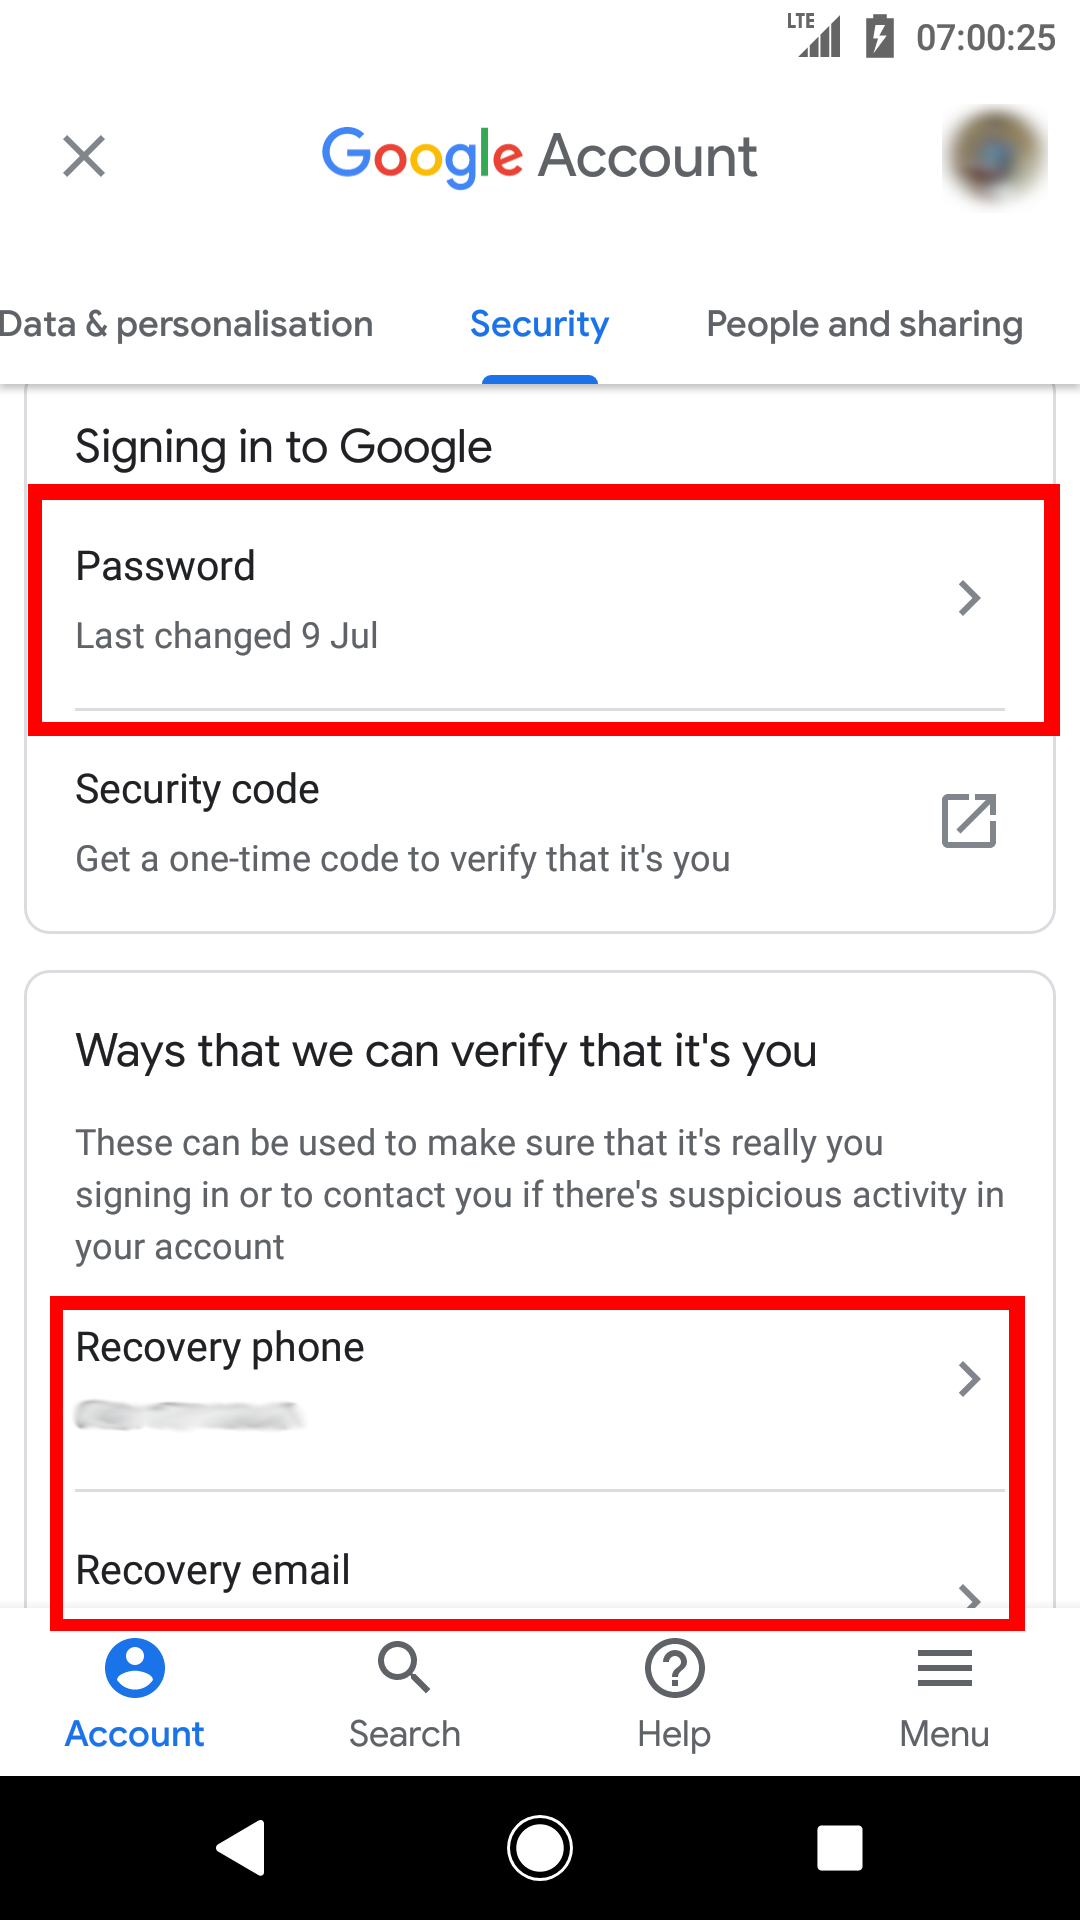 LTE 07:00:25
Google Account
Data & personalisation Security People and sharing
Signing in to Google
Password
Last changed 9 Jul
Security code
Get a one-time code to verify that it's you
Ways that we can verify that it's you
These can be used to make sure that it's really you
signing in or to contact you if there's suspicious activity in
your account
Recovery phone
Recovery email
Account Search Help Menu